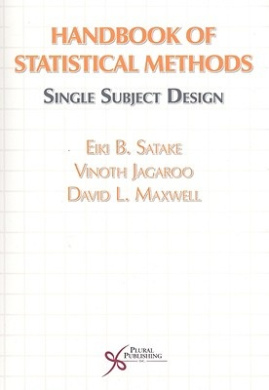 HANDBOOK OF
STATISTICAL METHODS
SINGLE SUBJECT DESIGN
EIKI B. SATAKE
VINOTH JAGAROO
DAVID L. MAXWELL
PLURAL
PUBLISHING